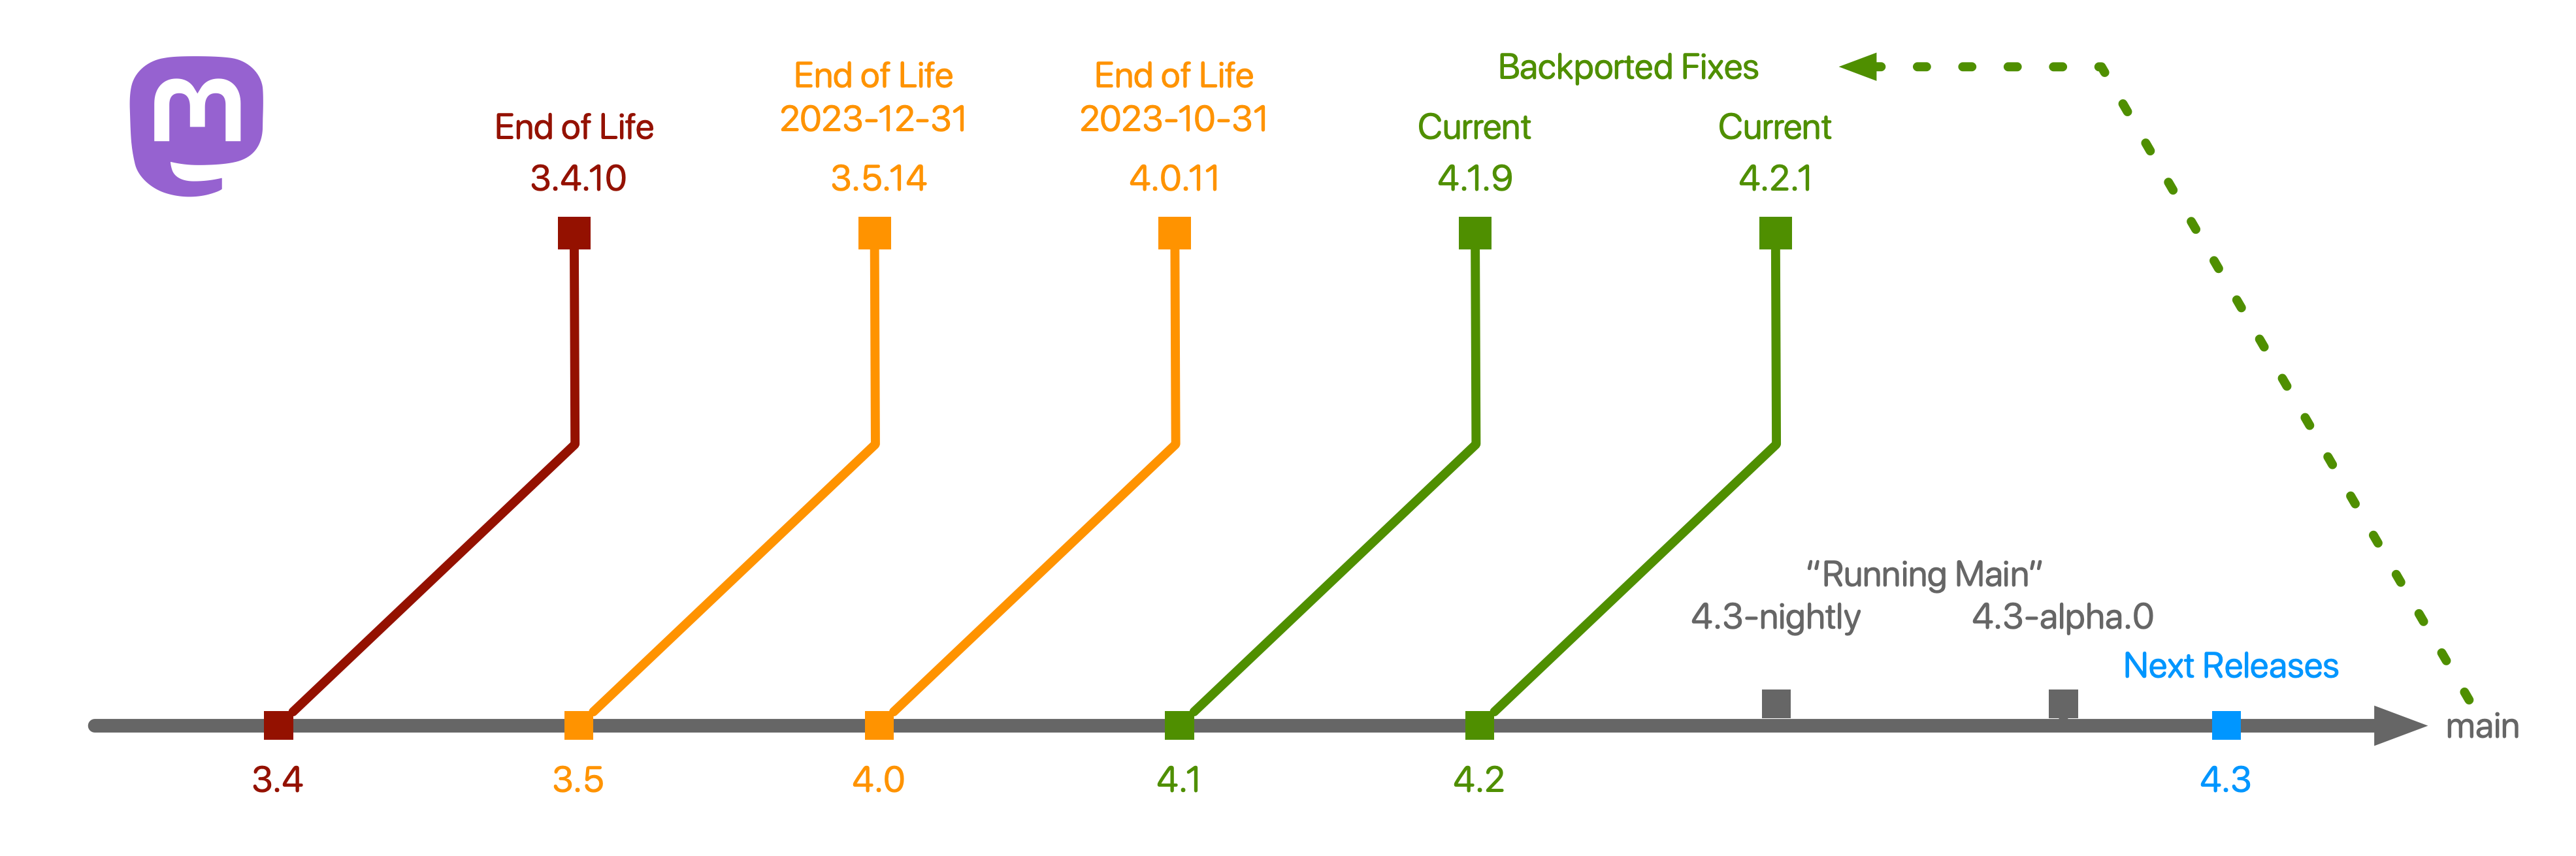 End of Life
3.4.10
End of Life
2023-12-31
3.5.14
End of Life
2023-10-31
4.0.11
Backported Fixes
Current
4.1.9
Current
4.2.1
“Running Main”
4.3-nightly
4.3-alpha.0
Next Releases
main
3.4
3.5
4.0
4.1
4.2
4.3